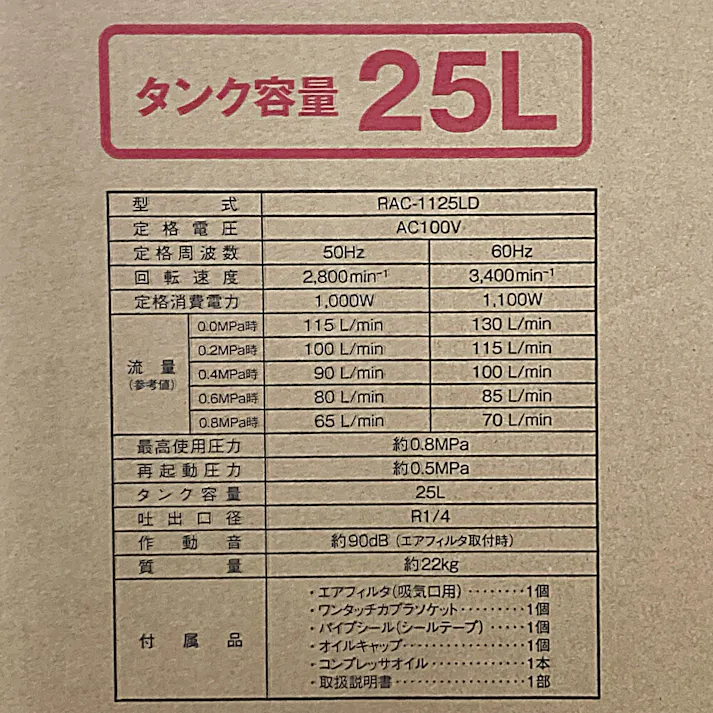 タンク容量 25L
型式 RAC-1125LD
定格電圧 AC100V
定格周波数 50Hz 60Hz
回転速度 2,800min⁻¹ 3,400min⁻¹
定格消費電力 1,000W 1,100W
流量(参考値) 0.0MPa時 115 L/min 130 L/min
0.2MPa時 100 L/min 115 L/min
0.4MPa時 90 L/min 100 L/min
0.6MPa時 80 L/min 85 L/min
0.8MPa時 65 L/min 70 L/min
最高使用圧力 約0.8MPa
再起動圧力 約0.5MPa
タンク容量 25L
吐出口径 R1/4
作動音 約90dB(エアフィルタ取付時)
質量 約22kg
付属品
・エアフィルタ(吸気口用)………1個
・ワンタッチカプラソケット…………1個
・パイプシール(シールテープ)……1個
・オイルキャップ…………………1個
・コンプレッサオイル……………1本
・取扱説明書…………………1部